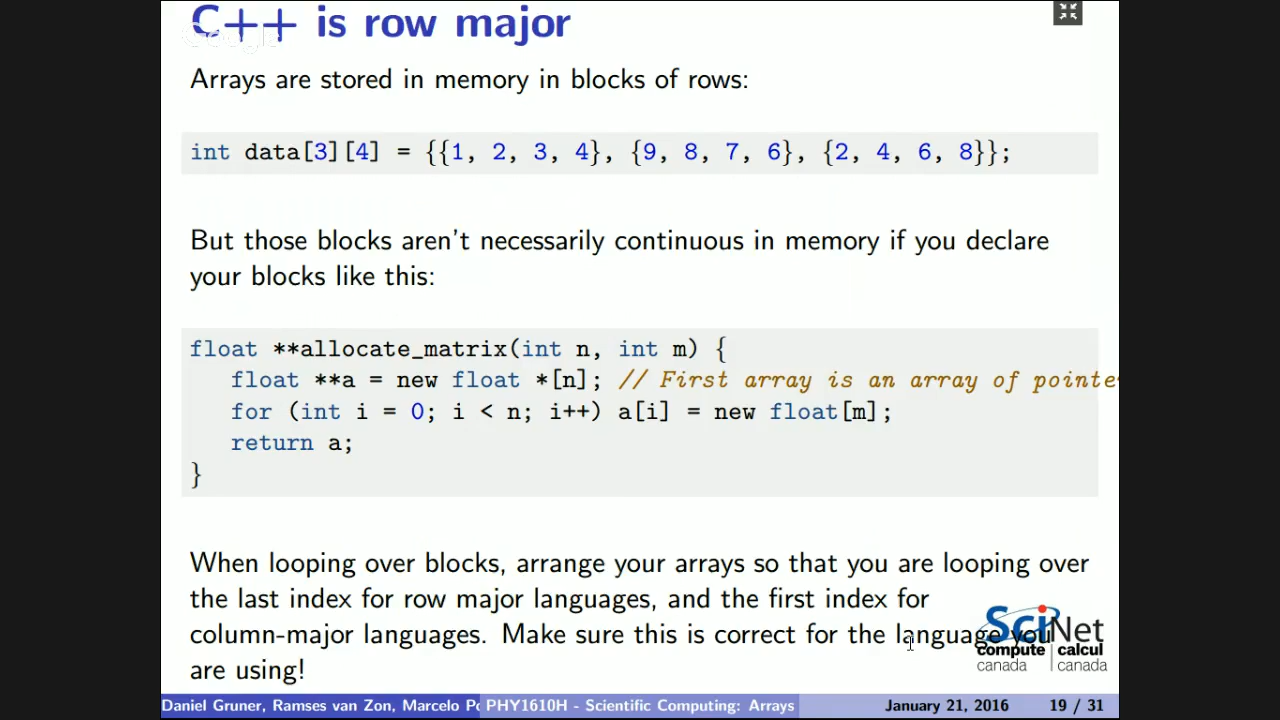 C++ is row major
Google
Arrays are stored in memory in blocks of rows:
int data[3][4] = {{1, 2, 3, 4}, {9, 8, 7, 6}, {2, 4, 6, 8}};
But those blocks aren't necessarily continuous in memory if you declare
your blocks like this:
float **allocate_matrix(int n, int m) {
float **a = new float *[n]; // First array is an array of pointe
for (int i = 0; i < n; i++) a[i] = new float[m];
return a;
}
When looping over blocks, arrange your arrays so that you are looping over
the last index for row major languages, and the first index for
column-major languages. Make sure this is correct for the language you
are using!
SciNet
compute calcul
canada canada
Daniel Gruner, Ramses van Zon, Marcelo Po PHY1610H - Scientific Computing: Arrays January 21, 2016 19 / 31